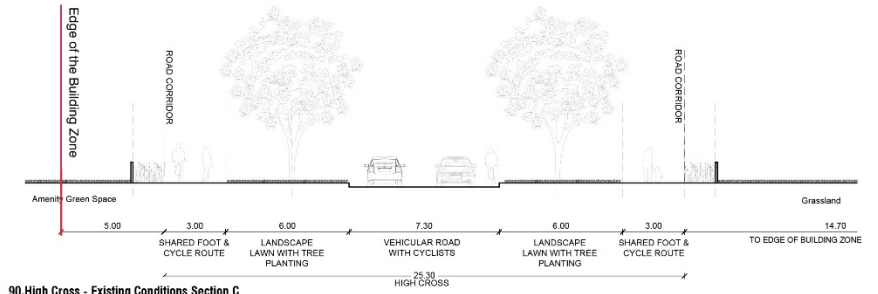 Edge of the Building Zone
ROAD CORRIDOR
ROAD CORRIDOR
Amenity Green Space
Grassland
5.00
3.00
6.00
7.30
6.00
3.00
14.70
SHARED FOOT &
CYCLE ROUTE
LANDSCAPE
LAWN WITH TREE
PLANTING
VEHICULAR ROAD
WITH CYCLISTS
LANDSCAPE
LAWN WITH TREE
PLANTING
SHARED FOOT &
CYCLE ROUTE
TO EDGE OF BUILDING ZONE
25.30
HIGH CROSS
90.High Cross - Existing Conditions Section C